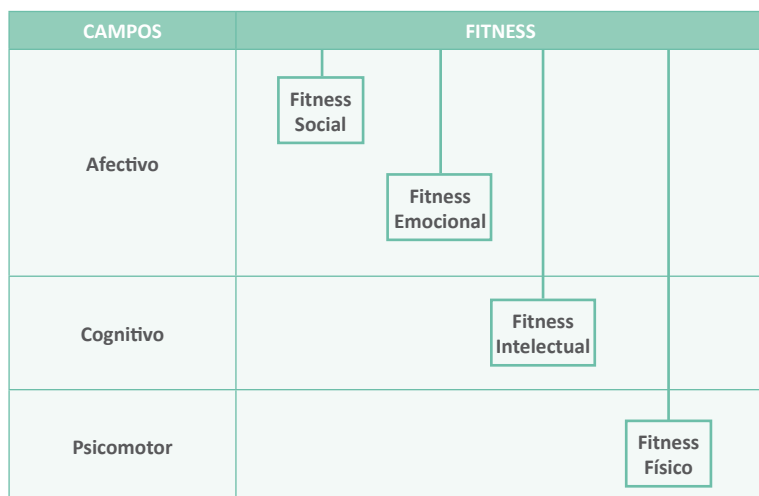 CAMPOS
FITNESS
Fitness
Social
Afectivo
Fitness
Emocional
Cognitivo
Fitness
Intelectual
Psicomotor
Fitness
Físico